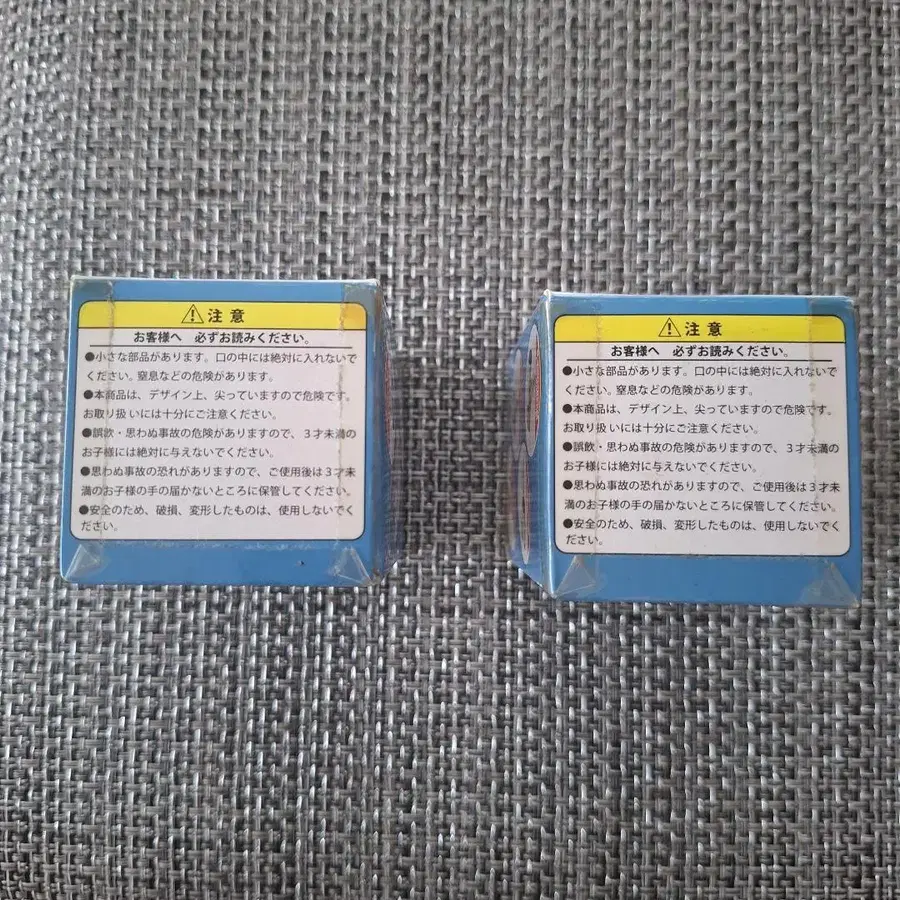 注 意
お客様へ 必ずお読みください。
●小さな部品があります。口の中には絶対に入れないで
ください。窒息などの危険があります。
●本商品は、デザイン上、尖っていますので危険です。
お取り扱いには十分にご注意ください。
●誤飲・思わぬ事故の危険がありますので、３才未満の
お子様には絶対に与えないでください。
●思わぬ事故の恐れがありますので、ご使用後は３才未
満のお子様の手の届かないところに保管してください。
●安全のため、破損、変形したものは、使用しないでく
ださい。
注 意
お客様へ 必ずお読みください。
●小さな部品があります。口の中には絶対に入れないで
ください。窒息などの危険があります。
●本商品は、デザイン上、尖っていますので危険です。
お取り扱いには十分にご注意ください。
●誤飲・思わぬ事故の危険がありますので、３才未満の
お子様には絶対に与えないでください。
●思わぬ事故の恐れがありますので、ご使用後は３才未
満のお子様の手の届かないところに保管してください。
●安全のため、破損、変形したものは、使用しないでく
ださい。